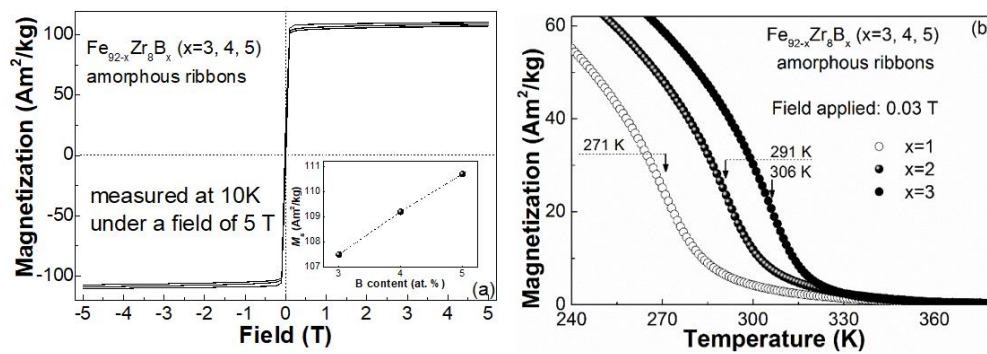 Magnetization (Am²/kg)
100
50
0
-50
-100
Fe₉₂₋ₓZr₈Bₓ (x=3, 4, 5)
amorphous ribbons
measured at 10K
under a field of 5 T
Mₛ (Am²/kg)
111
110
109
108
107
3 4 5
B content (at. %)
(a)
-5 -4 -3 -2 -1 0 1 2 3 4 5
Field (T)
Magnetization (Am²/kg)
60
40
20
0
(b)
Fe₉₂₋ₓZr₈Bₓ (x=3, 4, 5)
amorphous ribbons
Field applied: 0.03 T
271 K
291 K
306 K
x=1
x=2
x=3
240 270 300 330 360
Temperature (K)